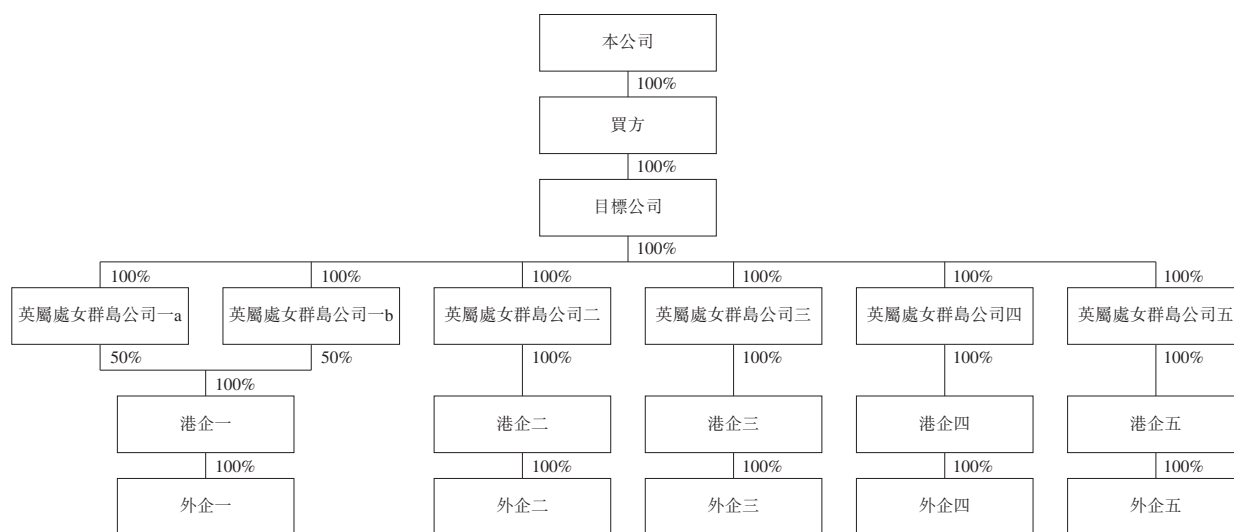 本公司
100%
買方
100%
目標公司
100%
100% 100% 100% 100% 100% 100%
英屬處女群島公司一a 英屬處女群島公司一b 英屬處女群島公司二 英屬處女群島公司三 英屬處女群島公司四 英屬處女群島公司五
50% 50% 100% 100% 100% 100%
100%
港企一 港企二 港企三 港企四 港企五
100% 100% 100% 100% 100%
外企一 外企二 外企三 外企四 外企五